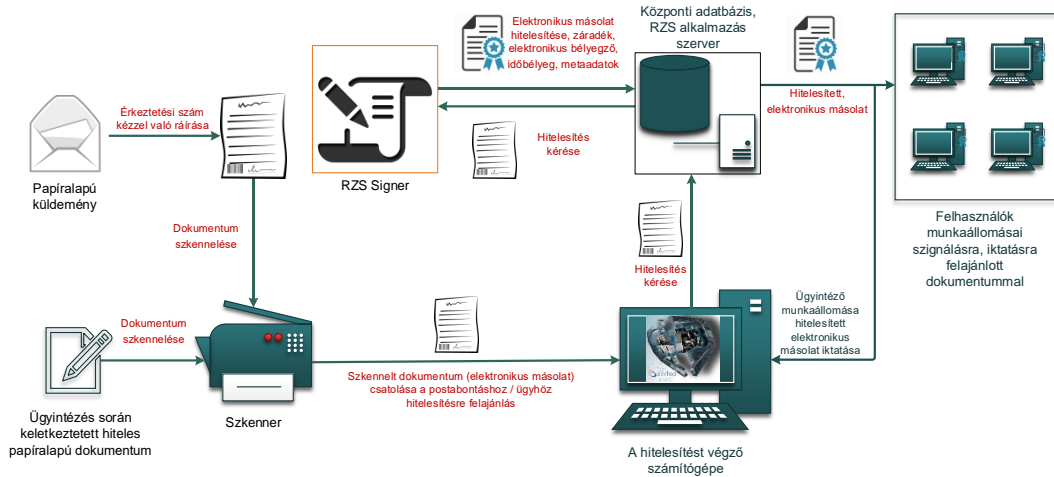 Elektronikus másolat
hitelesítése, záradék,
elektronikus bélyegző,
időbélyeg, metaadatok
Központi adatbázis,
RZS alkalmazás
szerver
Érkeztetési szám
kézzel való ráírása
Hitelesítés
kérése
Hitelesített,
elektronikus másolat
Papíralapú
küldemény
RZS Signer
Dokumentum
szkennelése
Hitelesítés
kérése
Felhasználók
munkaállomásai
szignálásra, iktatásra
felajánlott
dokumentummal
Dokumentum
szkennelése
Ügyintéző
munkaállomása
hitelesített
elektronikus
másolat iktatása
Szkennelt dokumentum (elektronikus másolat)
csatolása a postabontáshoz / ügyhöz
hitelesítésre felajánlás
Ügyintézés során
keletkeztetett hiteles
papíralapú dokumentum
Szkenner
A hitelesítést végző
számítógépe